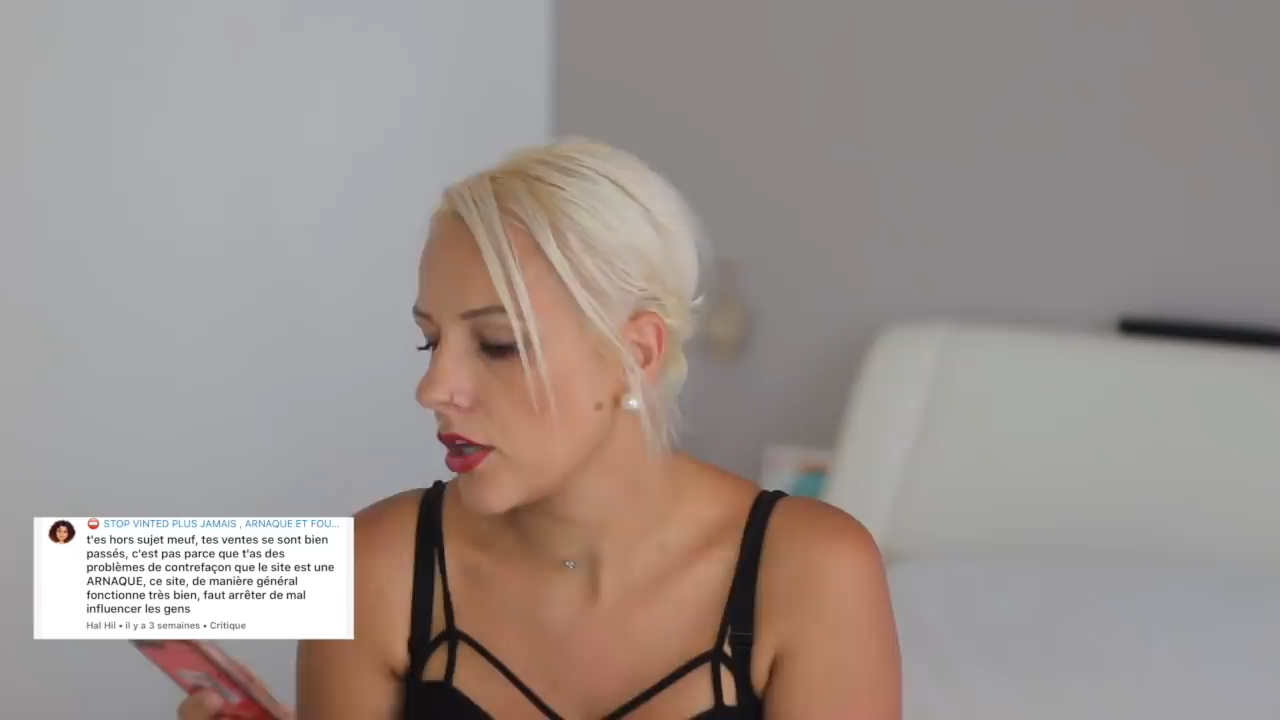 STOP VINTED PLUS JAMAIS , ARNAQUE ET FOU...
t'es hors sujet meuf, tes ventes se sont bien
passés, c'est pas parce que t'as des
problèmes de contrefaçon que le site est une
ARNAQUE, ce site, de manière général
fonctionne très bien, faut arrêter de mal
influencer les gens
Hal Hil • il y a 3 semaines • Critique